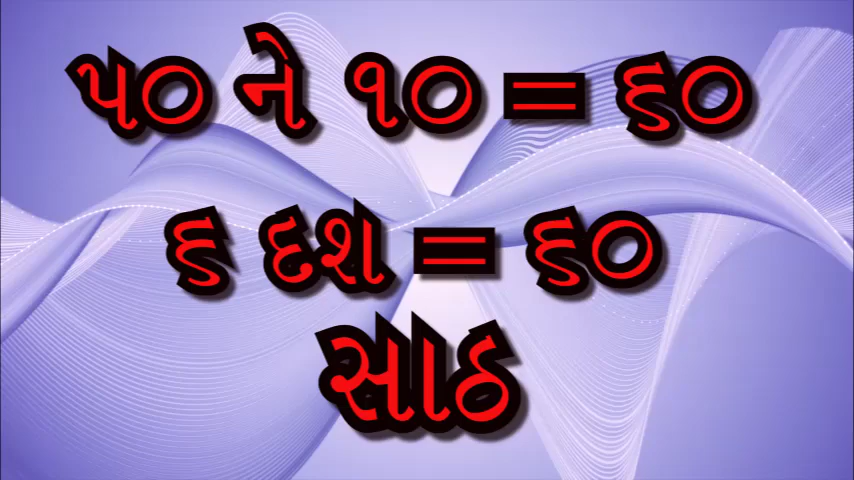 ૫૦ ને ૧૦ = ૬૦
૬ દશ = ૬૦
સાઠ